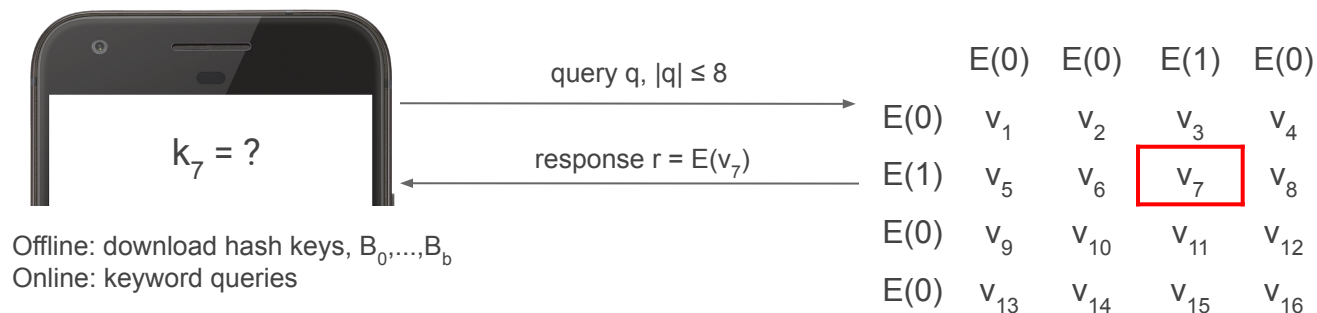 k₇ = ?
query q, |q| ≤ 8
response r = E(v₇)
Offline: download hash keys, B₀,...,B_b
Online: keyword queries
E(0) E(0) E(1) E(0)
E(0) v₁ v₂ v₃ v₄
E(1) v₅ v₆ v₇ v₈
E(0) v₉ v₁₀ v₁₁ v₁₂
E(0) v₁₃ v₁₄ v₁₅ v₁₆